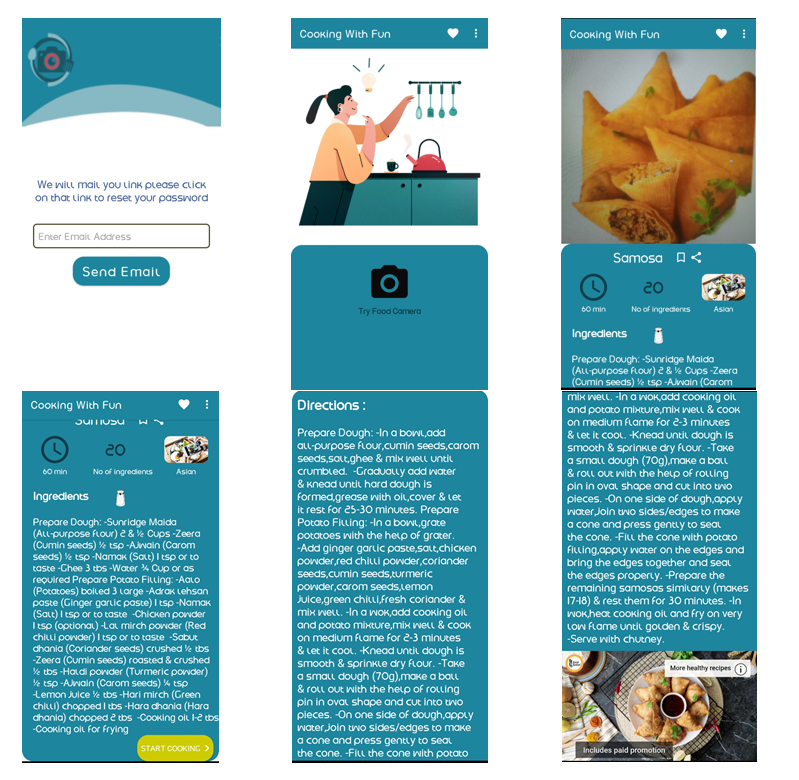 We will mail you link please click
on that link to reset your password
Enter Email Address
Send Email
Cooking With Fun
Try Food Camera
Cooking With Fun
Samosa
60 min
20
No of ingredients
Asian
Ingredients
Prepare Dough: -Sunridge Maida
(All-purpose flour) 2 & ½ Cups -Zeera
(Cumin seeds) ½ tsp -Ajwain (Carom
Cooking With Fun
Samosa
60 min
20
No of ingredients
Asian
Ingredients
Prepare Dough: -Sunridge Maida
(All-purpose flour) 2 & ½ Cups -Zeera
(Cumin seeds) ½ tsp -Ajwain (Carom
seeds) ½ tsp -Namak (Salt) 1 tsp or to
taste -Ghee 3 tbs -Water ¾ Cup or as
required Prepare Potato Filling: -Aalo
(Potatoes) boiled 3 large -Adrak lehsan
paste (Ginger garlic paste) 1 tsp -Namak
(Salt) 1 tsp or to taste -Chicken powder
1 tsp (optional) -Lal mirch powder (Red
chilli powder) 1 tsp or to taste -Sabut
dhania (Coriander seeds) crushed ½ tbs
-Zeera (Cumin seeds) roasted & crushed
½ tbs -Haldi powder (Turmeric powder)
½ tsp -Ajwain (Carom seeds) ¼ tsp
-Lemon juice ½ tbs -Hari mirch (Green
chilli) chopped 1 tbs -Hara dhania (Hara
dhania) chopped 2 tbs -Cooking oil 1-2 tbs
-Cooking oil for frying
START COOKING
Directions :
Prepare Dough: -In a bowl,add
all-purpose flour,cumin seeds,carom
seeds,salt,ghee & mix well until
crumbled. -Gradually add water
& knead until hard dough is
formed,grease with oil,cover & let
it rest for 25-30 minutes. Prepare
Potato Filling: -In a bowl,grate
potatoes with the help of grater.
-Add ginger garlic paste,salt,chicken
powder,red chilli powder,coriander
seeds,cumin seeds,turmeric
powder,carom seeds,lemon
juice,green chilli,fresh coriander &
mix well. -In a wok,add cooking oil
and potato mixture,mix well & cook
on medium flame for 2-3 minutes
& let it cool. -Knead until dough is
smooth & sprinkle dry flour. -Take
a small dough (70g),make a ball
& roll out with the help of rolling
pin in oval shape and cut into two
pieces. -On one side of dough,apply
water,join two sides/edges to make
a cone and press gently to seal
the cone. -Fill the cone with potato
mix well. -In a wok,add cooking oil
and potato mixture,mix well & cook
on medium flame for 2-3 minutes
& let it cool. -Knead until dough is
smooth & sprinkle dry flour. -Take
a small dough (70g),make a ball
& roll out with the help of rolling
pin in oval shape and cut into two
pieces. -On one side of dough,apply
water,join two sides/edges to make
a cone and press gently to seal
the cone. -Fill the cone with potato
filling,apply water on the edges and
bring the edges together and seal
the edges properly. -Prepare the
remaining samosas similarly (makes
17-18) & rest them for 30 minutes. -In
wok,heat cooking oil and fry on very
low flame until golden & crispy.
-Serve with chutney.
More healthy recipes
Includes paid promotion